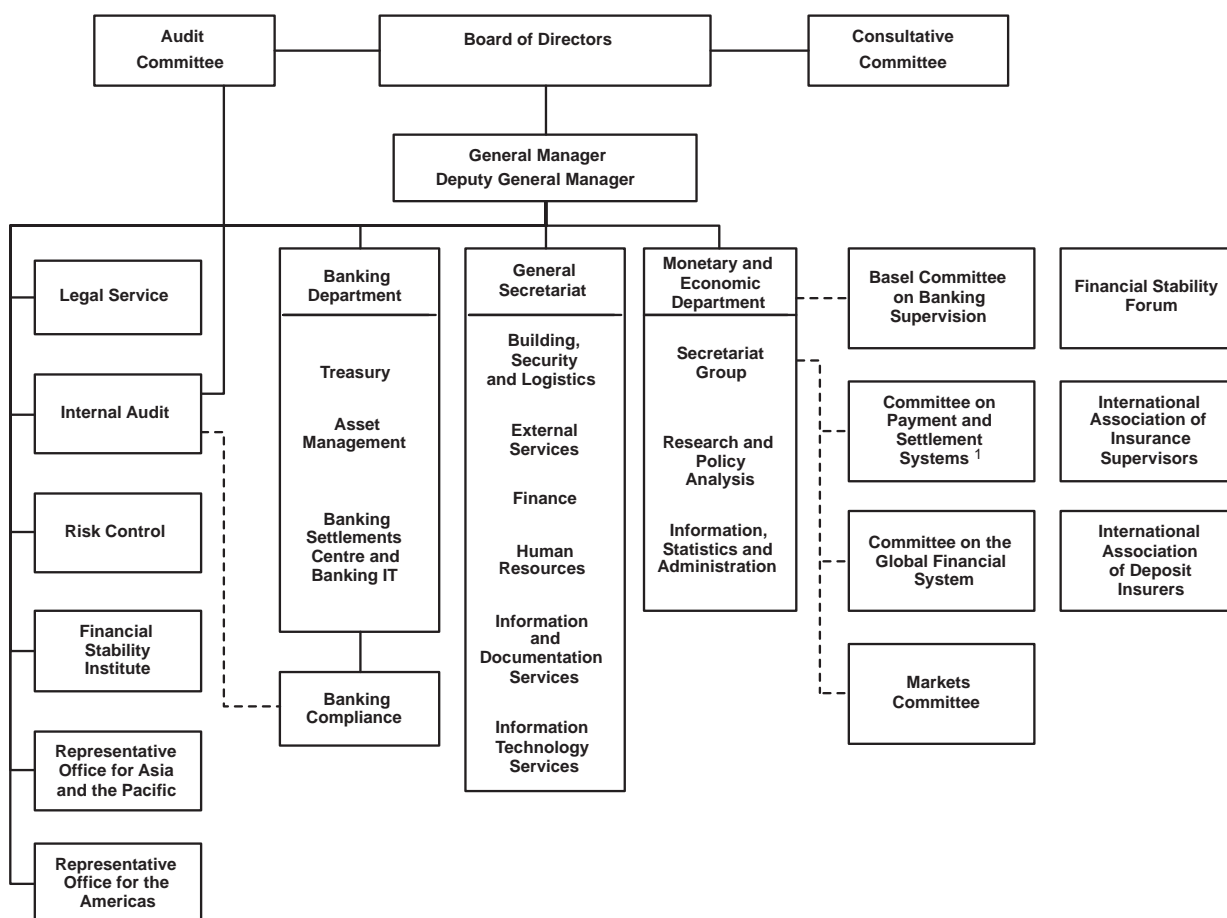 Audit
Committee
Board of Directors
Consultative
Committee
General Manager
Deputy General Manager
Legal Service
Internal Audit
Risk Control
Financial
Stability
Institute
Representative
Office for Asia
and the Pacific
Representative
Office for the
Americas
Banking
Department
Treasury
Asset
Management
Banking
Settlements
Centre and
Banking IT
Banking
Compliance
General
Secretariat
Building,
Security
and Logistics
External
Services
Finance
Human
Resources
Information
and
Documentation
Services
Information
Technology
Services
Monetary and
Economic
Department
Secretariat
Group
Research and
Policy
Analysis
Information,
Statistics and
Administration
Basel Committee
on Banking
Supervision
Committee on
Payment and
Settlement
Systems 1
Committee on the
Global Financial
System
Markets
Committee
Financial Stability
Forum
International
Association of
Insurance
Supervisors
International
Association
of Deposit
Insurers